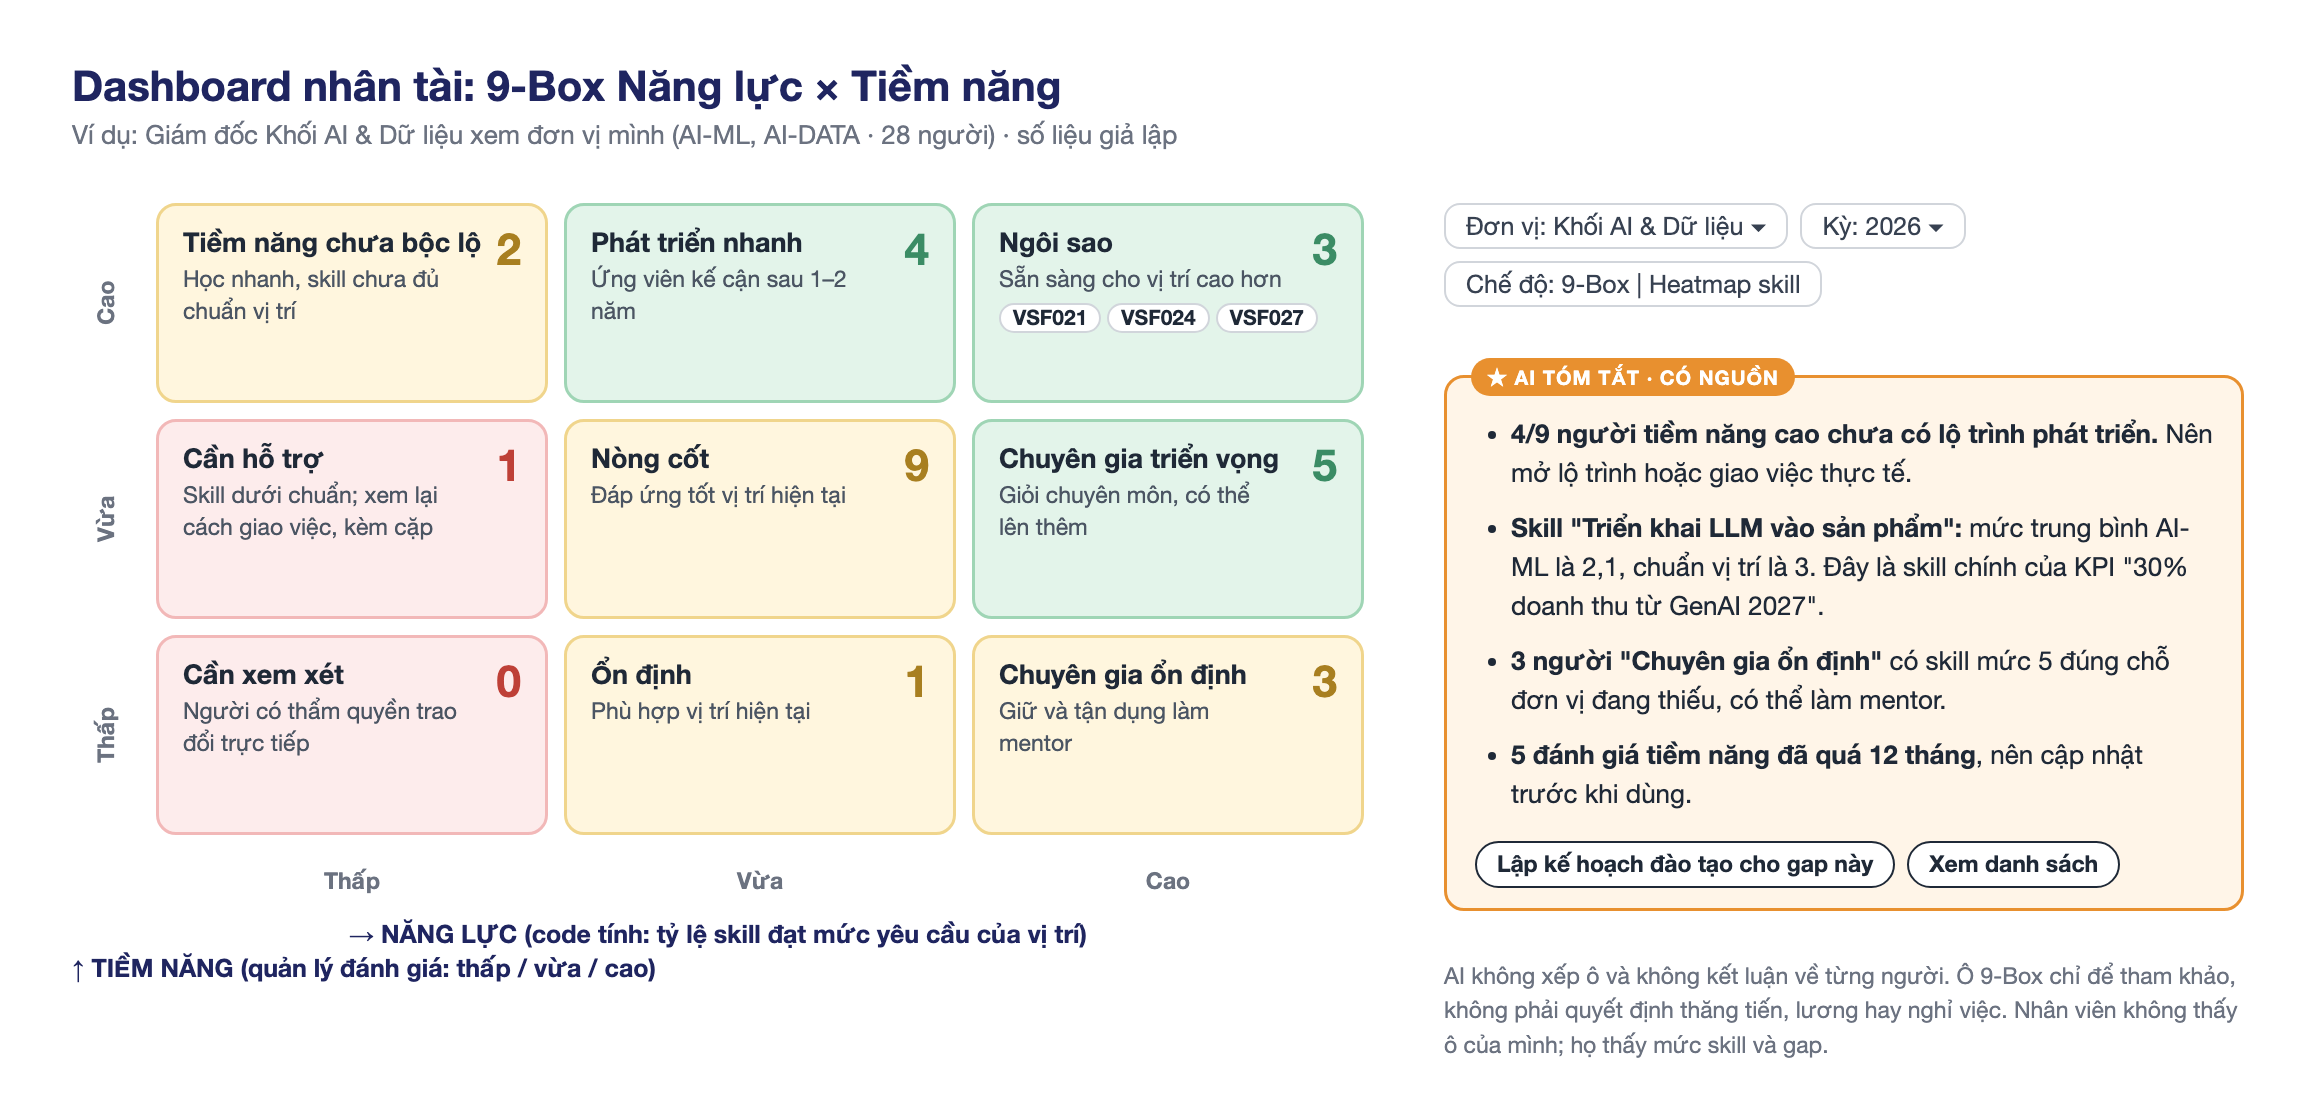 Dashboard nhân tài: 9-Box Năng lực × Tiềm năng
Ví dụ: Giám đốc Khối AI & Dữ liệu xem đơn vị mình (AI-ML, AI-DATA · 28 người) · số liệu giả lập
Cao
Tiềm năng chưa bộc lộ 2
Học nhanh, skill chưa đủ
chuẩn vị trí
Phát triển nhanh 4
Ứng viên kế cận sau 1–2
năm
Ngôi sao 3
Sẵn sàng cho vị trí cao hơn
VSF021 VSF024 VSF027
Vừa
Cần hỗ trợ 1
Skill dưới chuẩn; xem lại
cách giao việc, kèm cặp
Nòng cốt 9
Đáp ứng tốt vị trí hiện tại
Chuyên gia triển vọng 5
Giỏi chuyên môn, có thể
lên thêm
Thấp
Cần xem xét 0
Người có thẩm quyền trao
đổi trực tiếp
Ổn định 1
Phù hợp vị trí hiện tại
Chuyên gia ổn định 3
Giữ và tận dụng làm
mentor
Thấp Vừa Cao
→ NĂNG LỰC (code tính: tỷ lệ skill đạt mức yêu cầu của vị trí)
↑ TIỀM NĂNG (quản lý đánh giá: thấp / vừa / cao)
Đơn vị: Khối AI & Dữ liệu ▾ Kỳ: 2026 ▾
Chế độ: 9-Box | Heatmap skill
★ AI TÓM TẮT · CÓ NGUỒN
• 4/9 người tiềm năng cao chưa có lộ trình phát triển. Nên
mở lộ trình hoặc giao việc thực tế.
• Skill "Triển khai LLM vào sản phẩm": mức trung bình AI-
ML là 2,1, chuẩn vị trí là 3. Đây là skill chính của KPI "30%
doanh thu từ GenAI 2027".
• 3 người "Chuyên gia ổn định" có skill mức 5 đúng chỗ
đơn vị đang thiếu, có thể làm mentor.
• 5 đánh giá tiềm năng đã quá 12 tháng, nên cập nhật
trước khi dùng.
Lập kế hoạch đào tạo cho gap này Xem danh sách
AI không xếp ô và không kết luận về từng người. Ô 9-Box chỉ để tham khảo,
không phải quyết định thăng tiến, lương hay nghỉ việc. Nhân viên không thấy
ô của mình; họ thấy mức skill và gap.